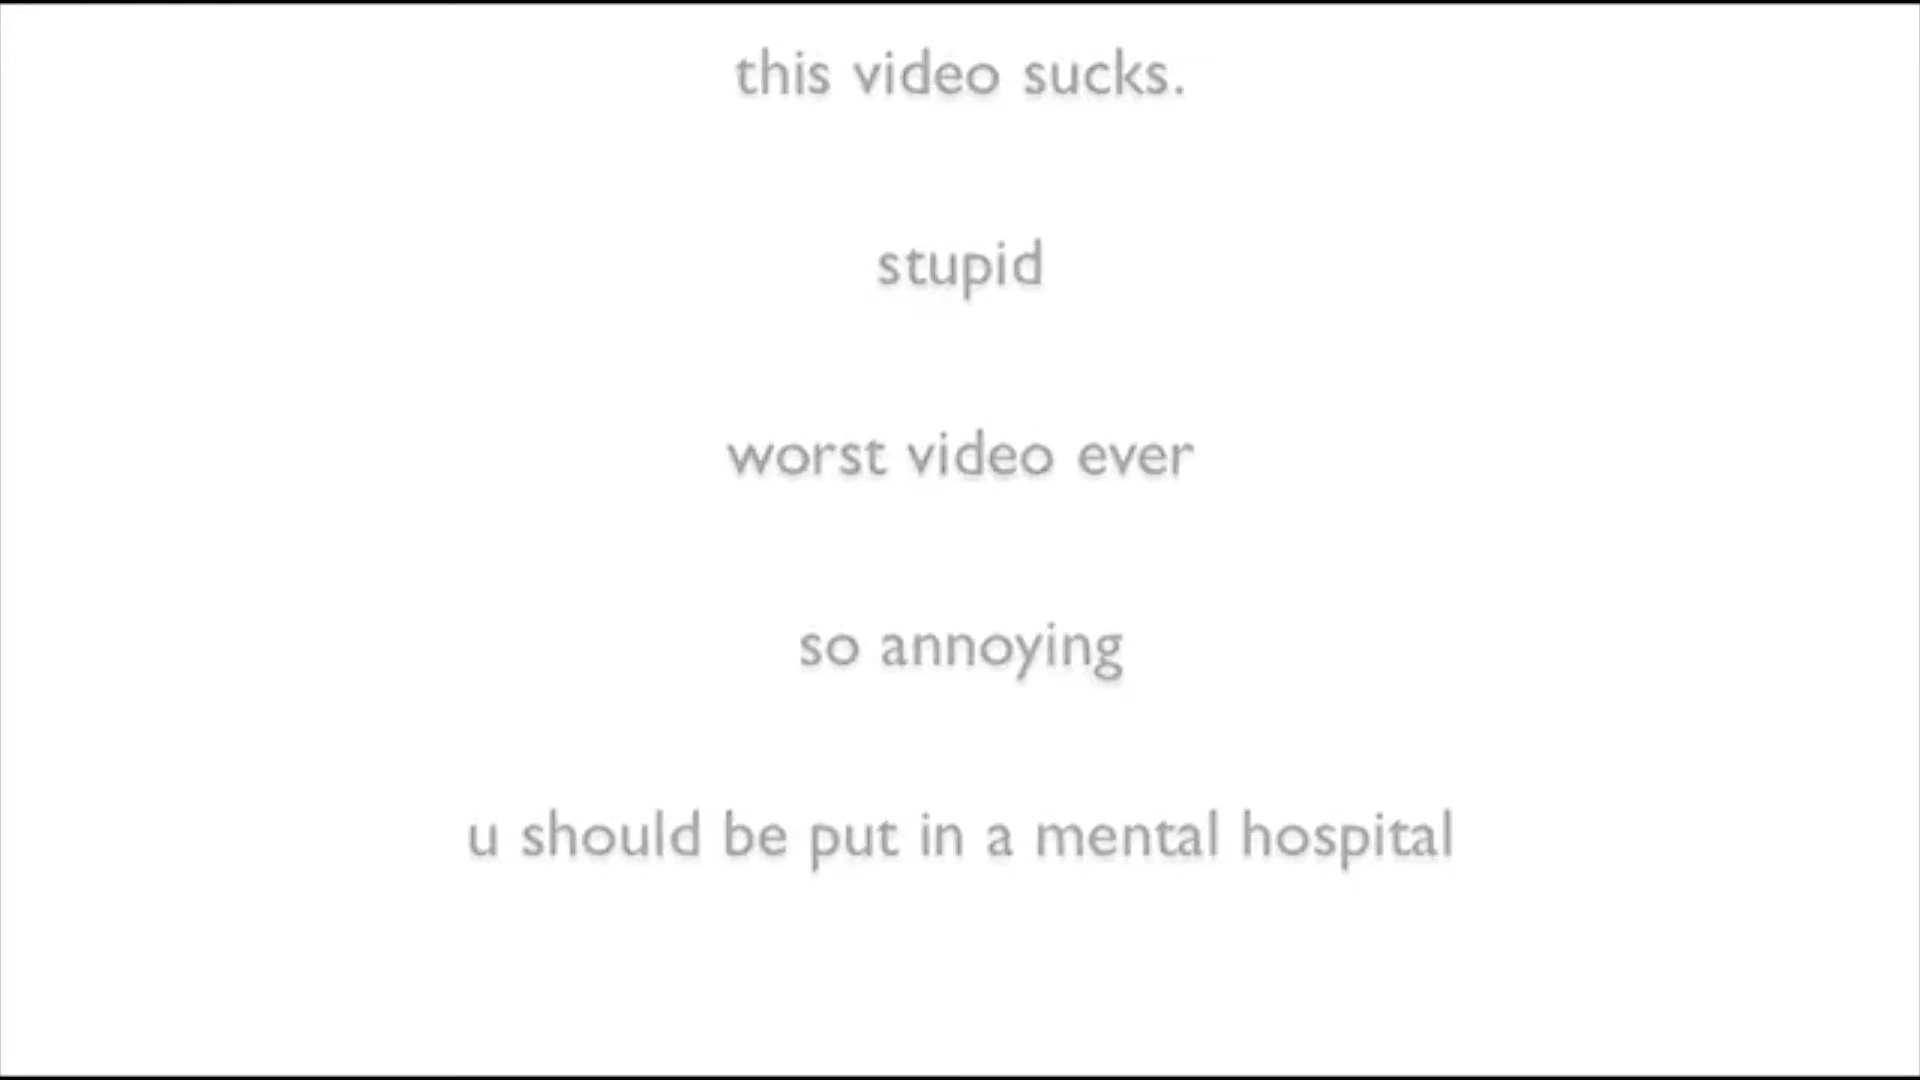 this video sucks.
stupid
worst video ever
so annoying
u should be put in a mental hospital